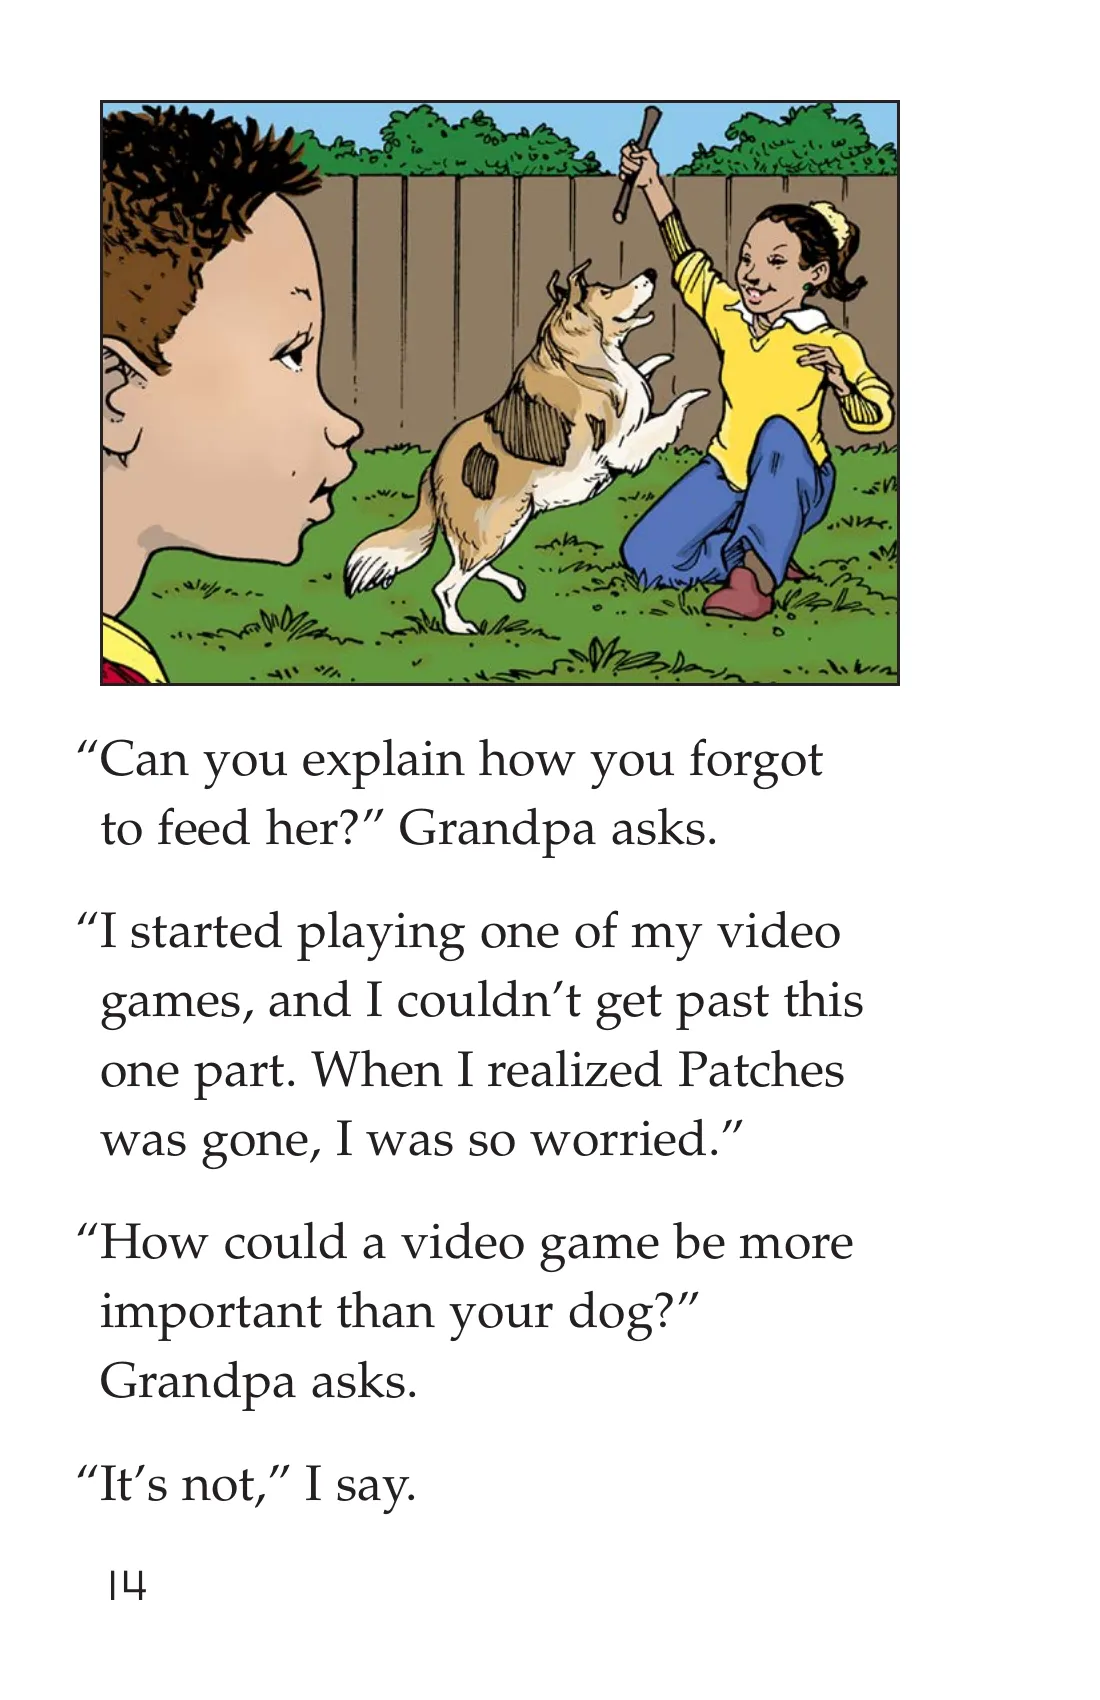 “Can you explain how you forgot
to feed her?” Grandpa asks.
“I started playing one of my video
games, and I couldn’t get past this
one part. When I realized Patches
was gone, I was so worried.”
“How could a video game be more
important than your dog?”
Grandpa asks.
“It’s not,” I say.
14